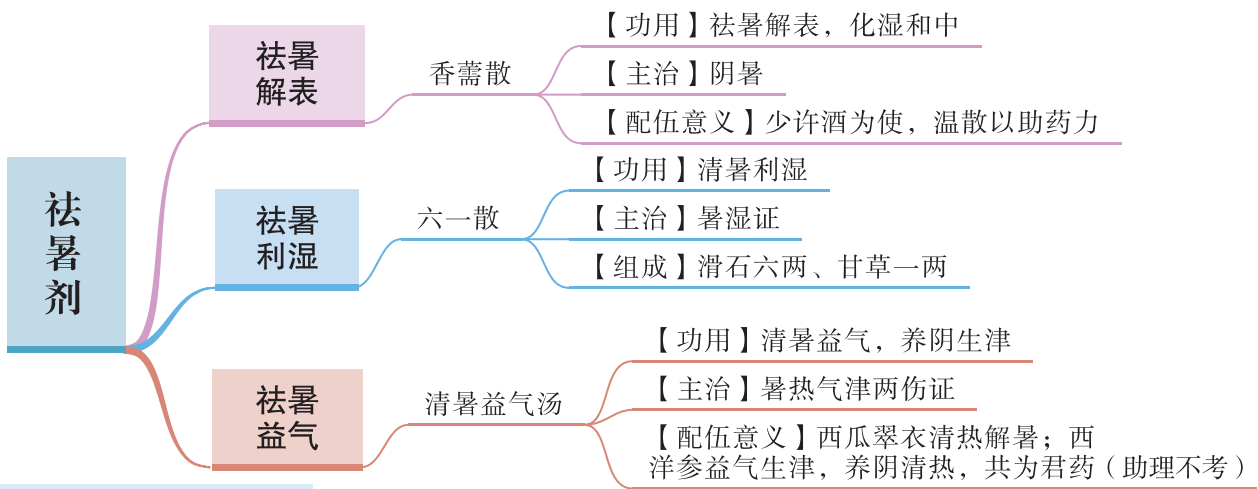 祛暑剂
祛暑
解表
香薷散
【功用】祛暑解表，化湿和中
【主治】阴暑
【配伍意义】少许酒为使，温散以助药力
祛暑
利湿
六一散
【功用】清暑利湿
【主治】暑湿证
【组成】滑石六两、甘草一两
祛暑
益气
清暑益气汤
【功用】清暑益气，养阴生津
【主治】暑热气津两伤证
【配伍意义】西瓜翠衣清热解暑；西
洋参益气生津，养阴清热，共为君药（助理不考）